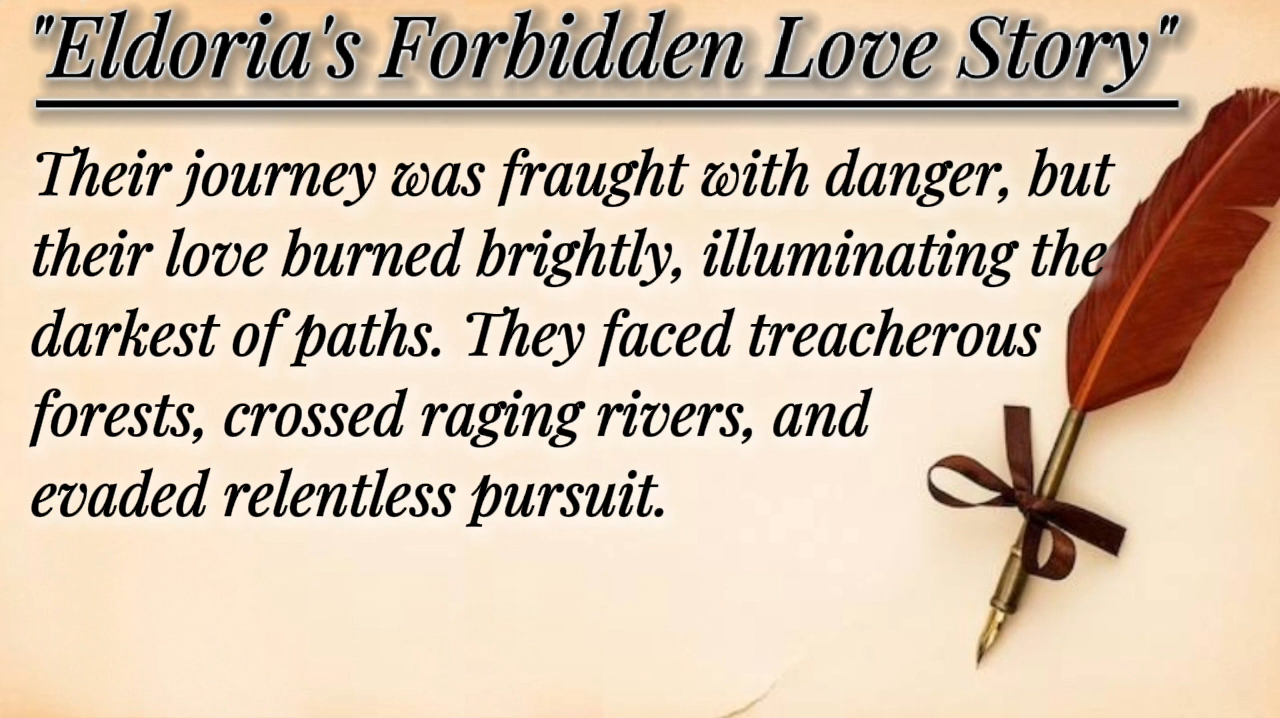 "Eldoria's Forbidden Love Story"
Their journey was fraught with danger, but
their love burned brightly, illuminating the
darkest of paths. They faced treacherous
forests, crossed raging rivers, and
evaded relentless pursuit.